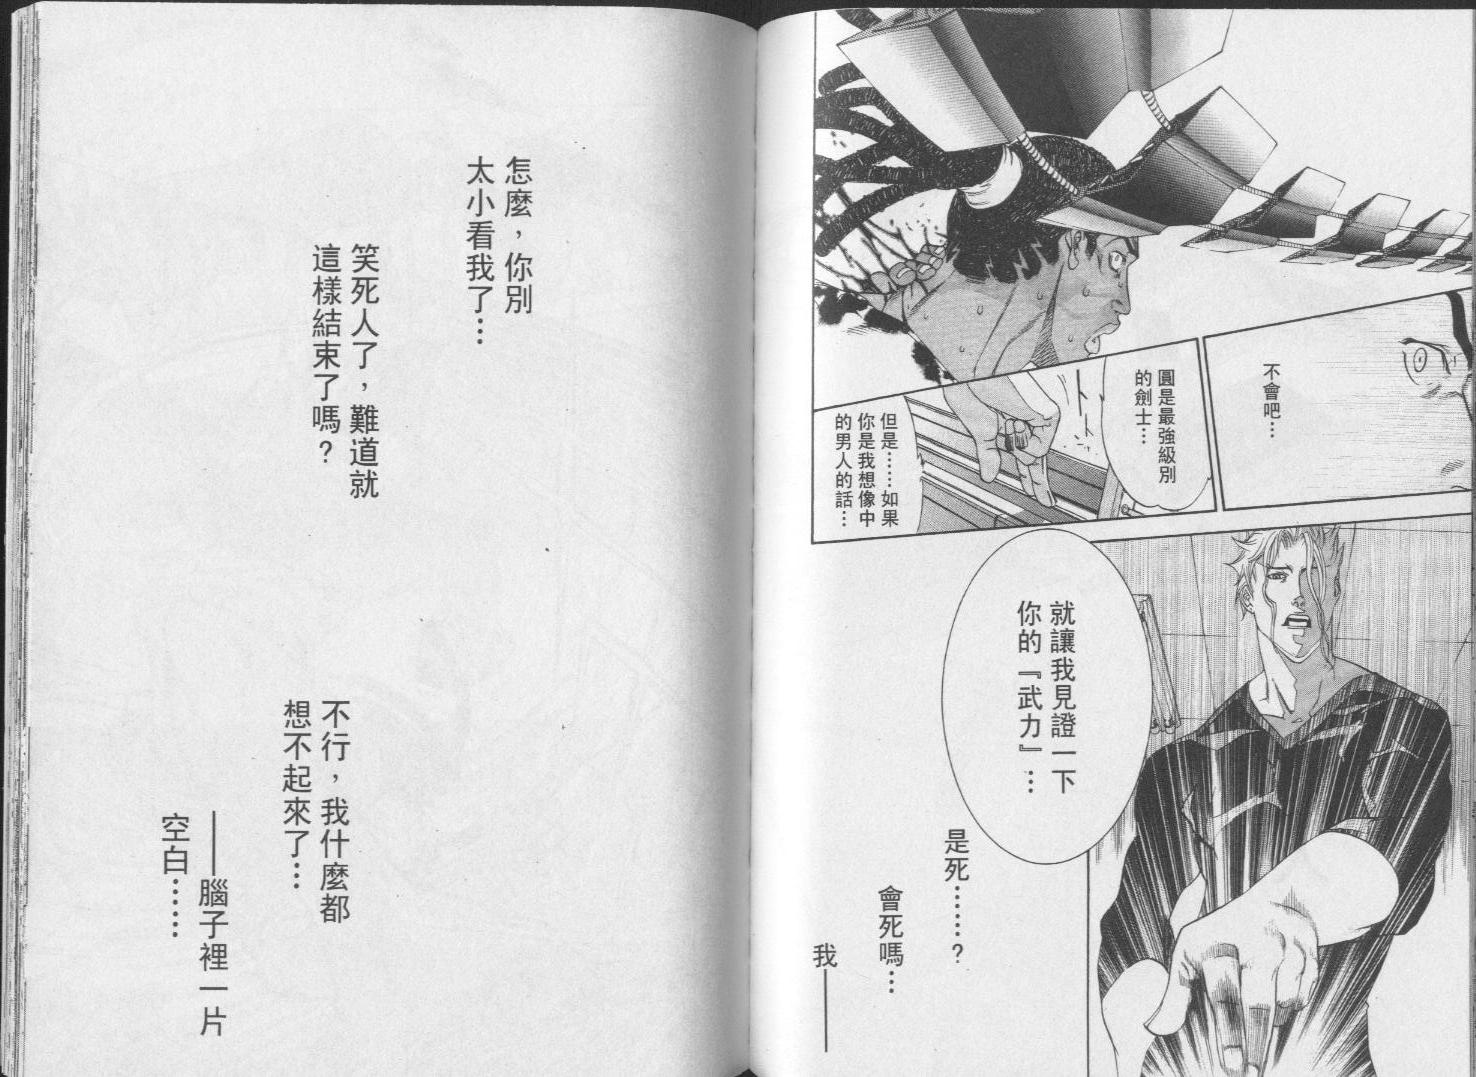 不會吧…
圓是最強級別
的劍士…
但是……如果
你是我想像中
的男人的話…
就讓我見證一下
你的『武力』…
是死……？
會死嗎…
我——
怎麼，你別
太小看我了…
笑死人了，難道就
這樣結束了嗎？
不行，我什麼都
想不起來了…
——腦子裡一片
空白……